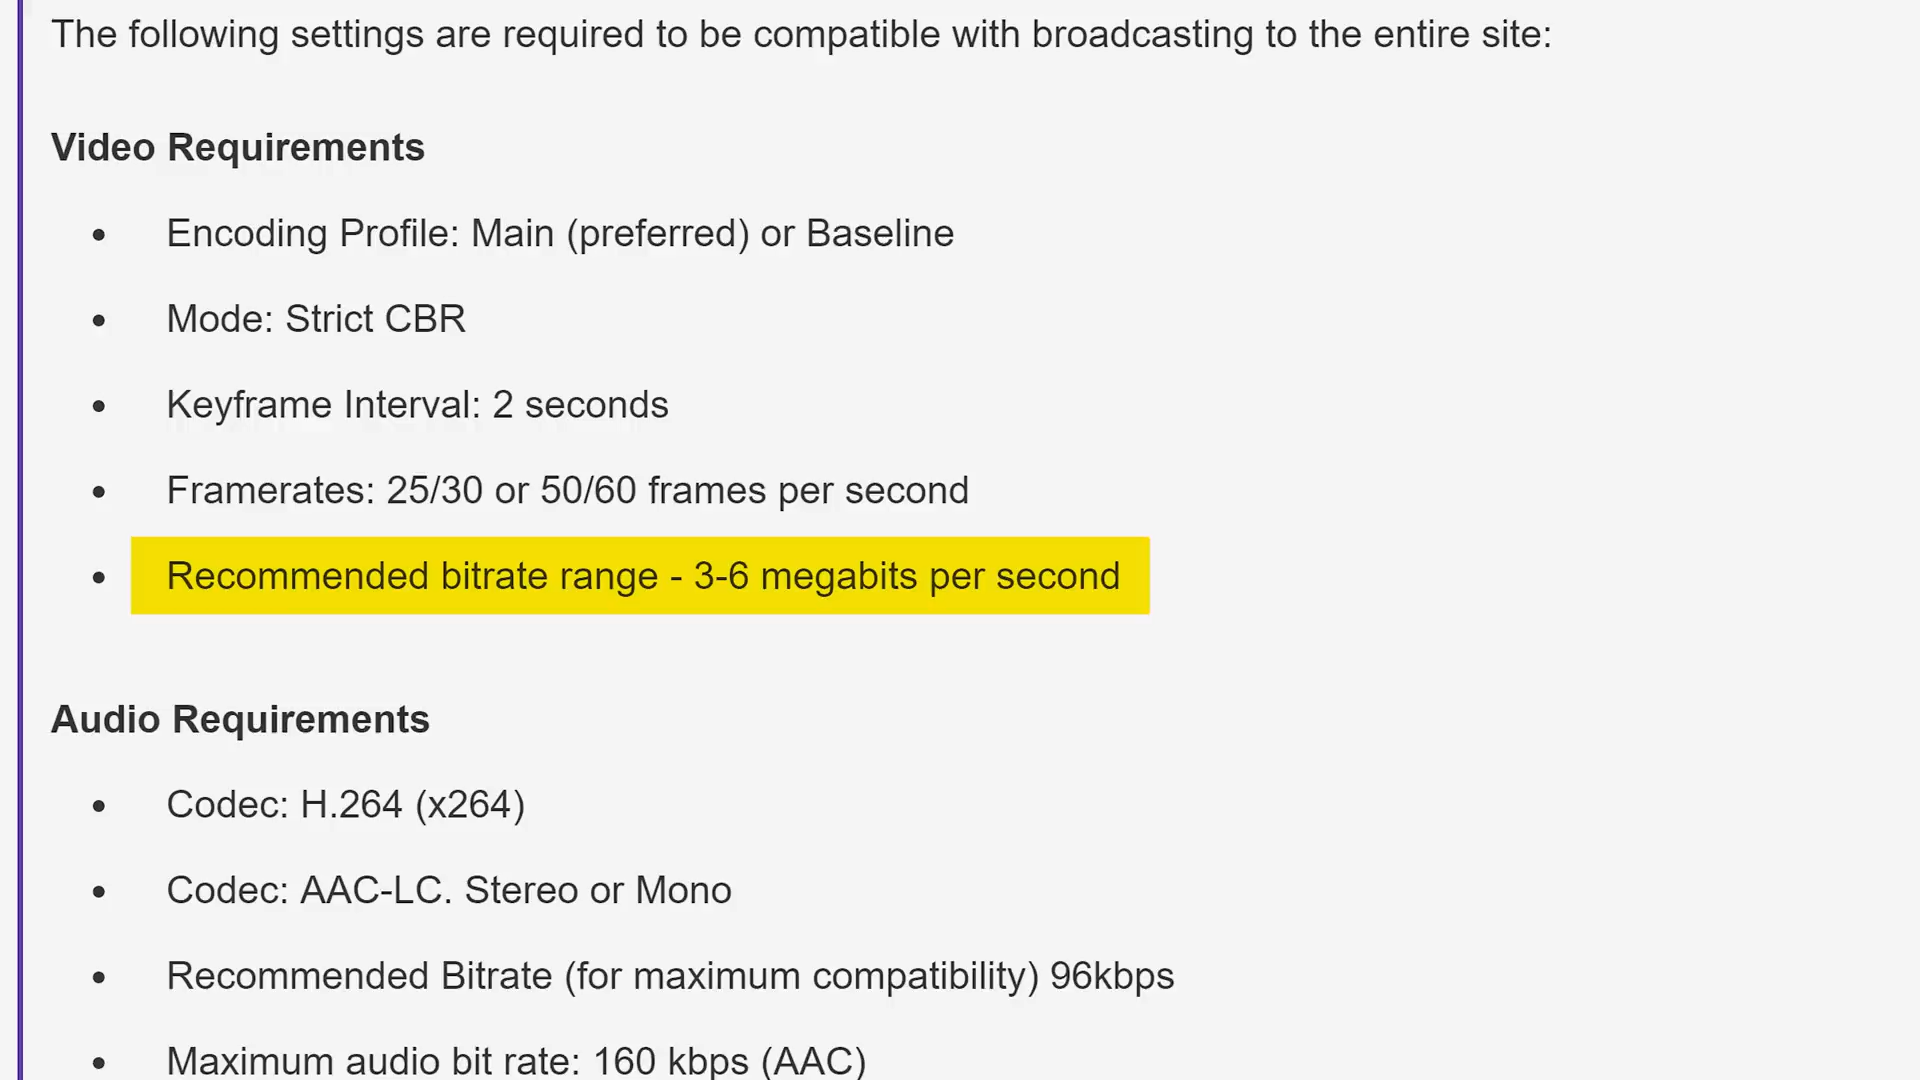 The following settings are required to be compatible with broadcasting to the entire site:
Video Requirements
Encoding Profile: Main (preferred) or Baseline
Mode: Strict CBR
Keyframe Interval: 2 seconds
Framerates: 25/30 or 50/60 frames per second
Recommended bitrate range - 3-6 megabits per second
Audio Requirements
Codec: H.264 (x264)
Codec: AAC-LC. Stereo or Mono
Recommended Bitrate (for maximum compatibility) 96kbps
Maximum audio bit rate: 160 kbps (AAC)